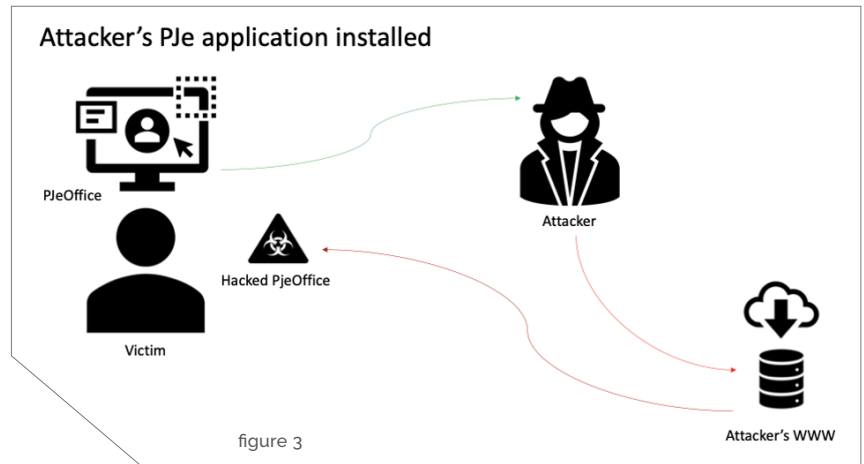 Attacker's PJe application installed
PJeOffice
Attacker
Hacked PjeOffice
Victim
Attacker's WWW
figure 3